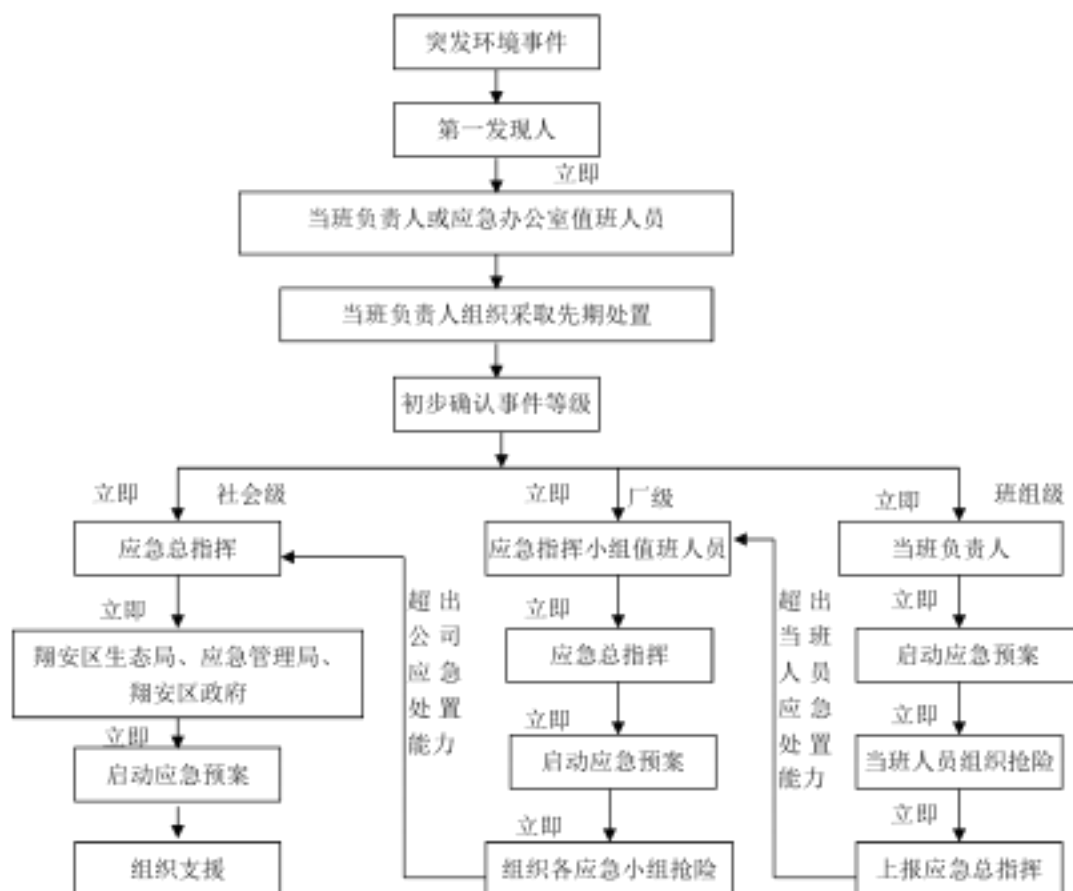 突发环境事件
第一发现人
立即
当班负责人或应急办公室值班人员
当班负责人组织采取先期处置
初步确认事件等级
立即
社会级
立即
厂级
立即
班组级
应急总指挥
应急指挥小组值班人员
当班负责人
立即
超出
公司
应急
处置
能力
立即
超出
当班
人员
应急
处置
能力
立即
翔安区生态局、应急管理局、
翔安区政府
应急总指挥
启动应急预案
立即
立即
立即
启动应急预案
启动应急预案
当班人员组织抢险
立即
立即
组织支援
组织各应急小组抢险
上报应急总指挥